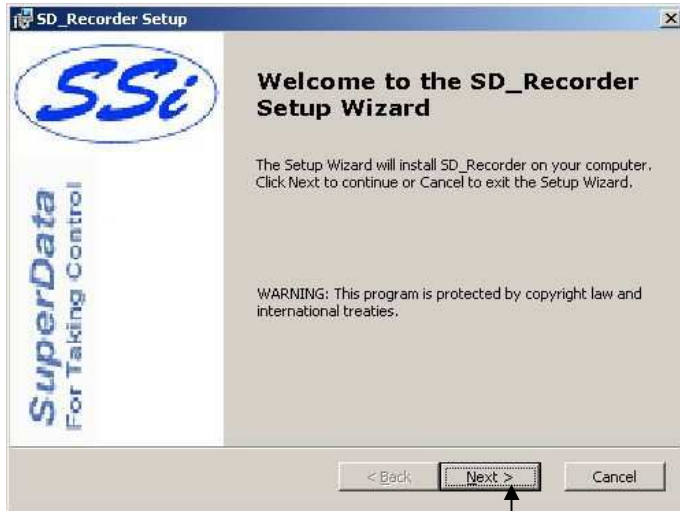 SD_Recorder Setup
SSi
SuperData
For Taking Control
Welcome to the SD_Recorder
Setup Wizard
The Setup Wizard will install SD_Recorder on your computer.
Click Next to continue or Cancel to exit the Setup Wizard.
WARNING: This program is protected by copyright law and
international treaties.
< Back
Next >
Cancel